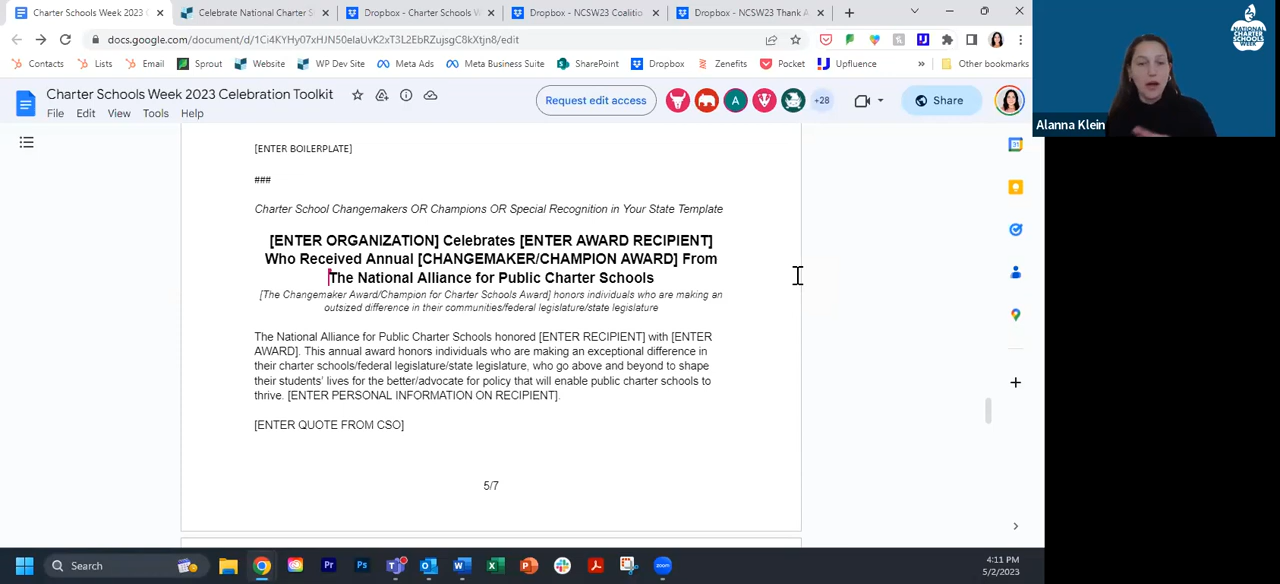 Charter Schools Week 2023 C
Celebrate National Charter S
Dropbox - Charter Schools W
Dropbox - NCSW23 Coalitio
Dropbox - NCSW23 Thank A
docs.google.com/document/d/1Ci4KYHy07xHJN50elaUvK2xT3L2EbRZujsgC8kXtjn8/edit
Contacts
Lists
Email
Sprout
Website
WP Dev Site
Meta Ads
Meta Business Suite
SharePoint
Dropbox
Zenefits
Pocket
Upfluence
»
Other bookmarks
NATIONAL
CHARTER
SCHOOLS
WEEK
Alanna Klein
Charter Schools Week 2023 Celebration Toolkit
File Edit View Tools Help
Request edit access
A
+28
Share
[ENTER BOILERPLATE]
###
Charter School Changemakers OR Champions OR Special Recognition in Your State Template
[ENTER ORGANIZATION] Celebrates [ENTER AWARD RECIPIENT]
Who Received Annual [CHANGEMAKER/CHAMPION AWARD] From
The National Alliance for Public Charter Schools
[The Changemaker Award/Champion for Charter Schools Award] honors individuals who are making an
outsized difference in their communities/federal legislature/state legislature
The National Alliance for Public Charter Schools honored [ENTER RECIPIENT] with [ENTER
AWARD]. This annual award honors individuals who are making an exceptional difference in
their charter schools/federal legislature/state legislature, who go above and beyond to shape
their students' lives for the better/advocate for policy that will enable public charter schools to
thrive. [ENTER PERSONAL INFORMATION ON RECIPIENT].
[ENTER QUOTE FROM CSO]
5/7
Search
Pr
Ps
zoom
4:11 PM
5/2/2023